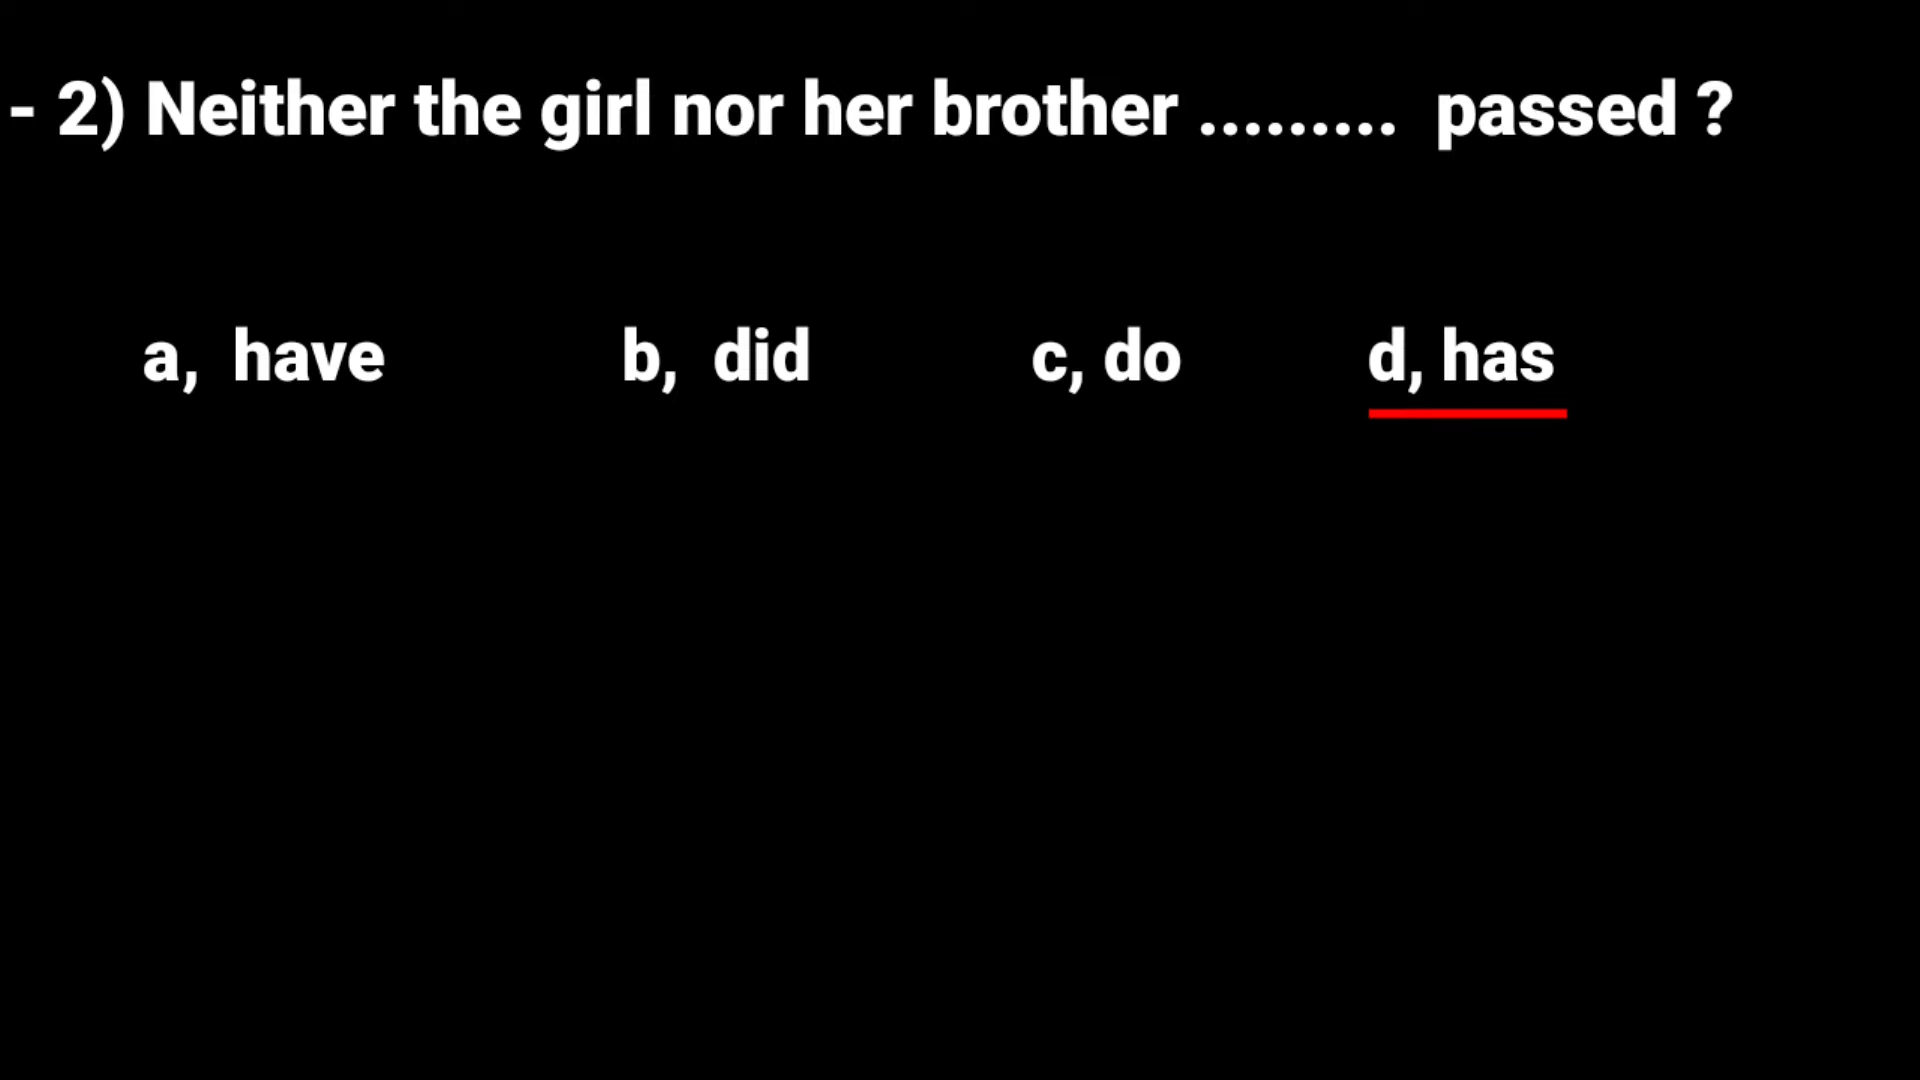 - 2) Neither the girl nor her brother ......... passed ?
a, have b, did c, do d, has